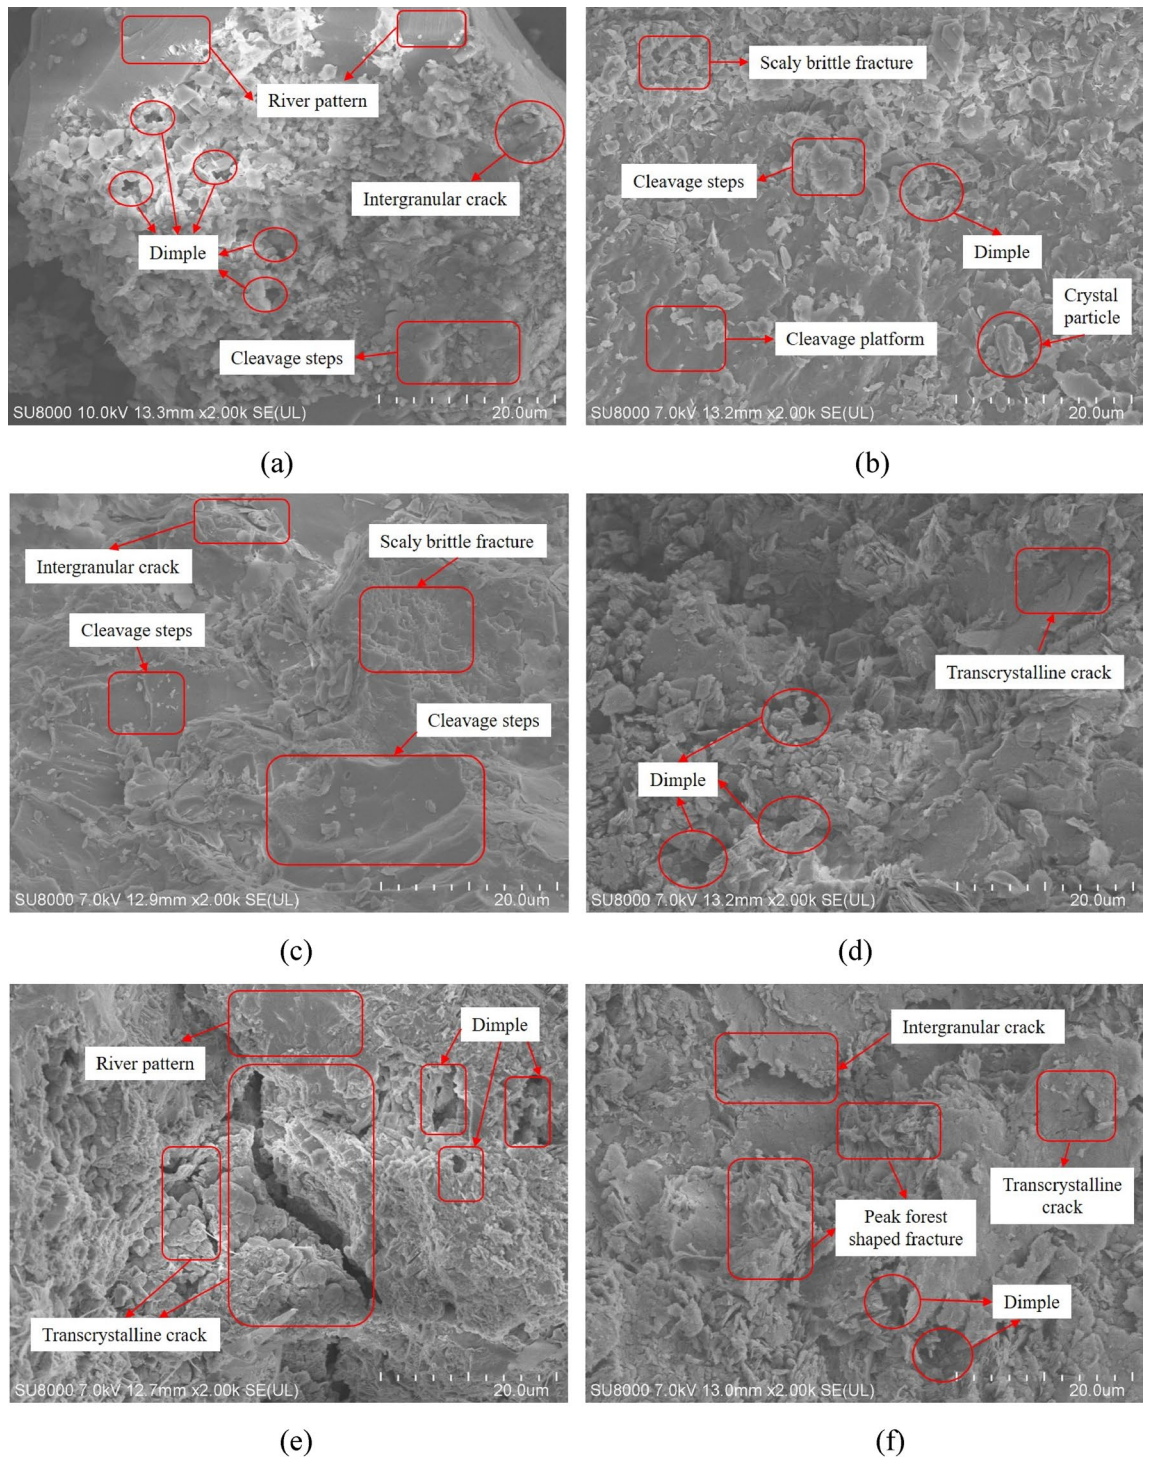 River pattern
Intergranular crack
Dimple
Cleavage steps
SU8000 10.0kV 13.3mm x2.00k SE(UL)
20.0um
(a)
Scaly brittle fracture
Cleavage steps
Dimple
Crystal
particle
Cleavage platform
SU8000 7.0kV 13.2mm x2.00k SE(UL)
20.0um
(b)
Intergranular crack
Scaly brittle fracture
Cleavage steps
Cleavage steps
SU8000 7.0kV 12.9mm x2.00k SE(UL)
20.0um
(c)
Transcrystalline crack
Dimple
SU8000 7.0kV 13.2mm x2.00k SE(UL)
20.0um
(d)
Dimple
River pattern
Transcrystalline crack
SU8000 7.0kV 12.7mm x2.00k SE(UL)
20.0um
(e)
Intergranular crack
Transcrystalline
crack
Peak forest
shaped fracture
Dimple
SU8000 7.0kV 13.0mm x2.00k SE(UL)
20.0um
(f)